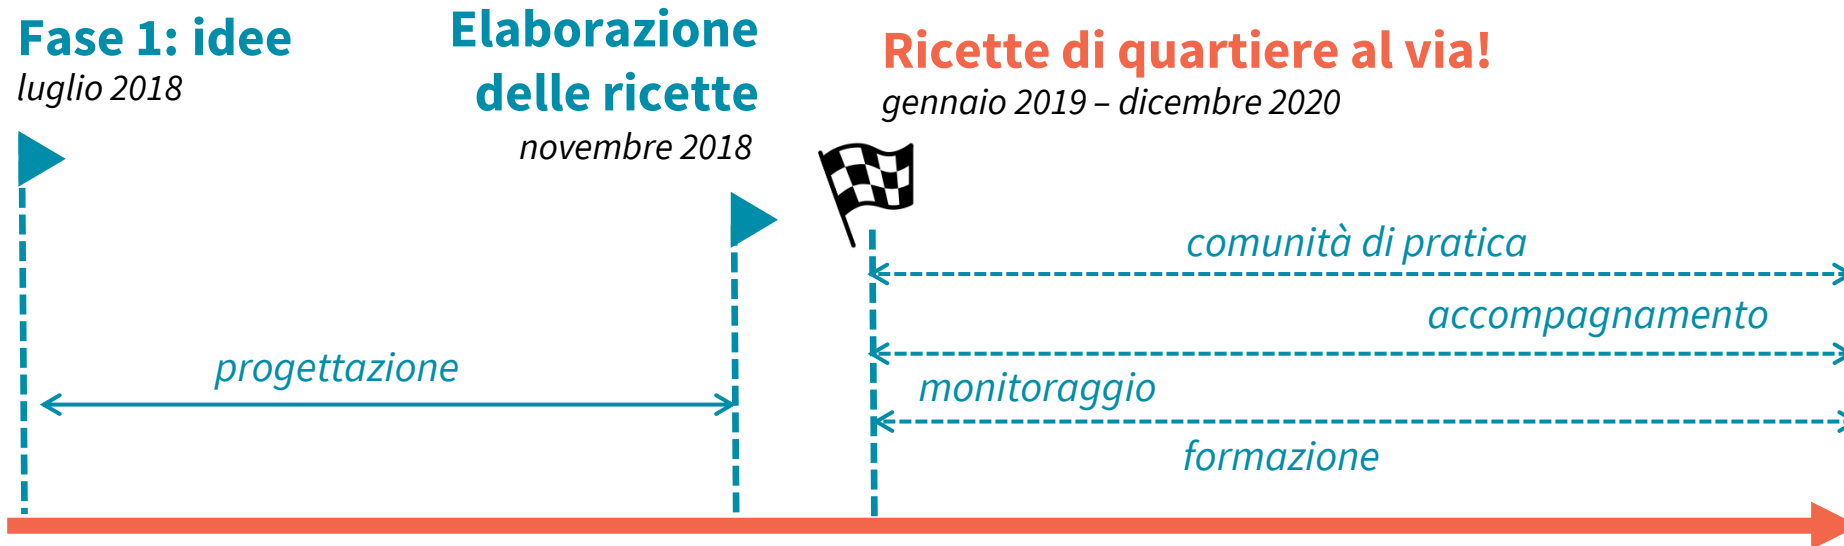 Fase 1: idee
luglio 2018
Elaborazione
delle ricette
novembre 2018
Ricette di quartiere al via!
gennaio 2019 – dicembre 2020
progettazione
comunità di pratica
accompagnamento
monitoraggio
formazione